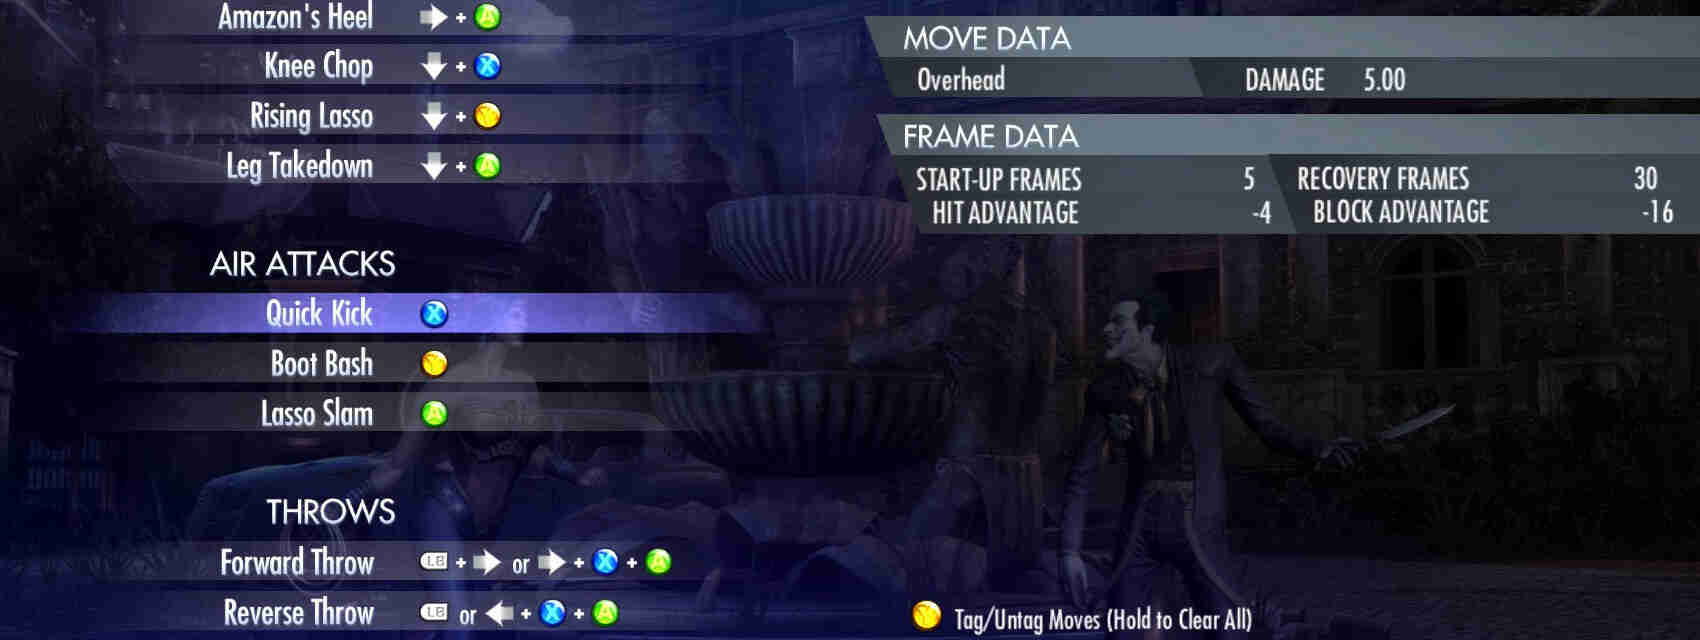 Amazon's Heel + A
Knee Chop + X
Rising Lasso + Y
Leg Takedown + A
AIR ATTACKS
Quick Kick X
Boot Bash Y
Lasso Slam A
THROWS
Forward Throw LB + or + X + A
Reverse Throw LB or + X + A
MOVE DATA
Overhead DAMAGE 5.00
FRAME DATA
START-UP FRAMES 5 RECOVERY FRAMES 30
HIT ADVANTAGE -4 BLOCK ADVANTAGE -16
Y Tag/Untag Moves (Hold to Clear All)